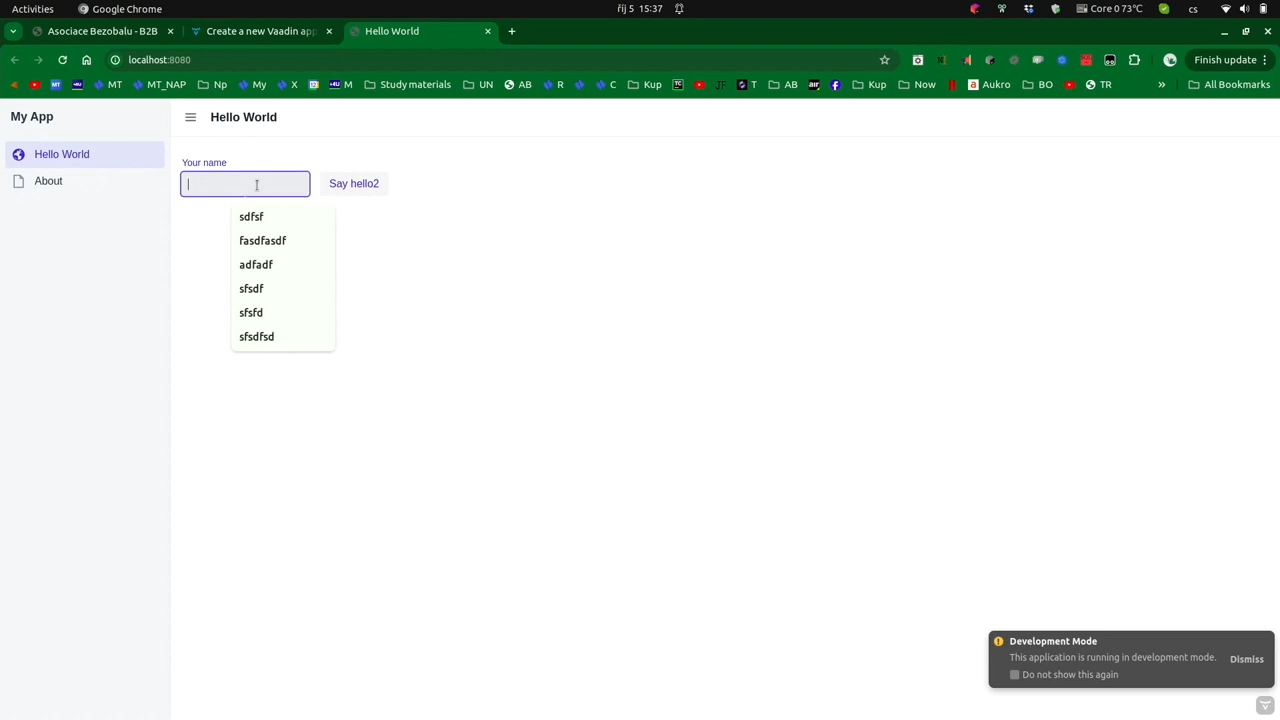 Activities
Google Chrome
říj 5 15:37
Core 0 73°C
cs
Asociace Bezobalu - B2B
Create a new Vaadin app
Hello World
localhost:8080
Finish update
MT
MT_NAP
Np
My
X
M
Study materials
UN
AB
R
C
Kup
JF
T
AB
air
Kup
Now
Aukro
BO
TR
All Bookmarks
My App
Hello World
Hello World
About
Your name
Say hello2
sdfsf
fasdfasdf
adfadf
sfsdf
sfsfd
sfsdfsd
Development Mode
This application is running in development mode.
Dismiss
Do not show this again